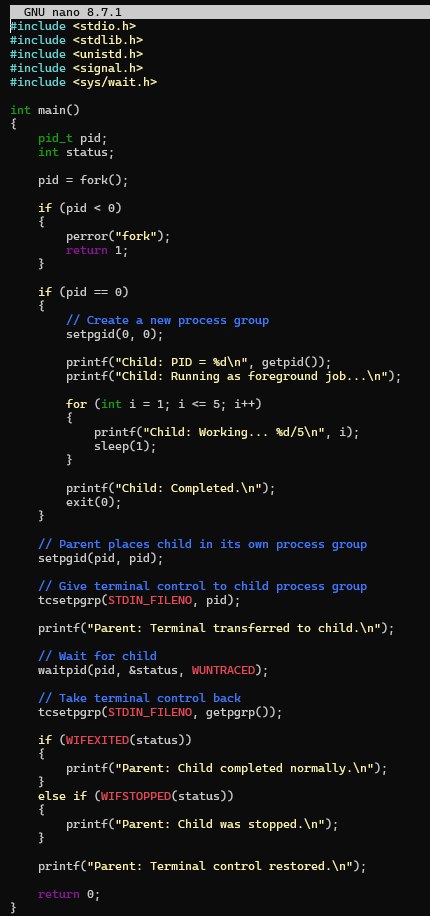 GNU nano 8.7.1
#include <stdio.h>
#include <stdlib.h>
#include <unistd.h>
#include <signal.h>
#include <sys/wait.h>

int main()
{
    pid_t pid;
    int status;

    pid = fork();

    if (pid < 0)
    {
        perror("fork");
        return 1;
    }

    if (pid == 0)
    {
        // Create a new process group
        setpgid(0, 0);

        printf("Child: PID = %d\n", getpid());
        printf("Child: Running as foreground job...\n");

        for (int i = 1; i <= 5; i++)
        {
            printf("Child: Working... %d/5\n", i);
            sleep(1);
        }

        printf("Child: Completed.\n");
        exit(0);
    }

    // Parent places child in its own process group
    setpgid(pid, pid);

    // Give terminal control to child process group
    tcsetpgrp(STDIN_FILENO, pid);

    printf("Parent: Terminal transferred to child.\n");

    // Wait for child
    waitpid(pid, &status, WUNTRACED);

    // Take terminal control back
    tcsetpgrp(STDIN_FILENO, getpgrp());

    if (WIFEXITED(status))
    {
        printf("Parent: Child completed normally.\n");
    }
    else if (WIFSTOPPED(status))
    {
        printf("Parent: Child was stopped.\n");
    }

    printf("Parent: Terminal control restored.\n");

    return 0;
}